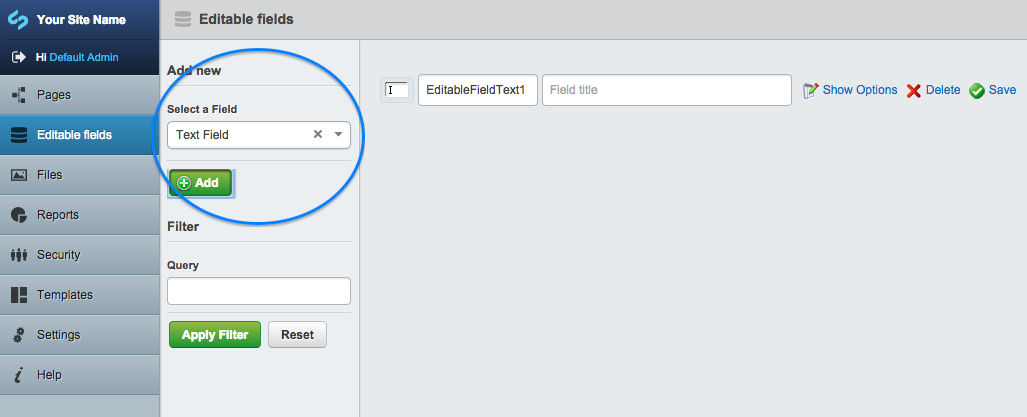 Your Site Name
Hi Default Admin
Pages
Editable fields
Files
Reports
Security
Templates
Settings
Help
Editable fields
Add new
Select a Field
Text Field
Add
Filter
Query
Apply Filter Reset
EditableFieldText1 Field title Show Options Delete Save